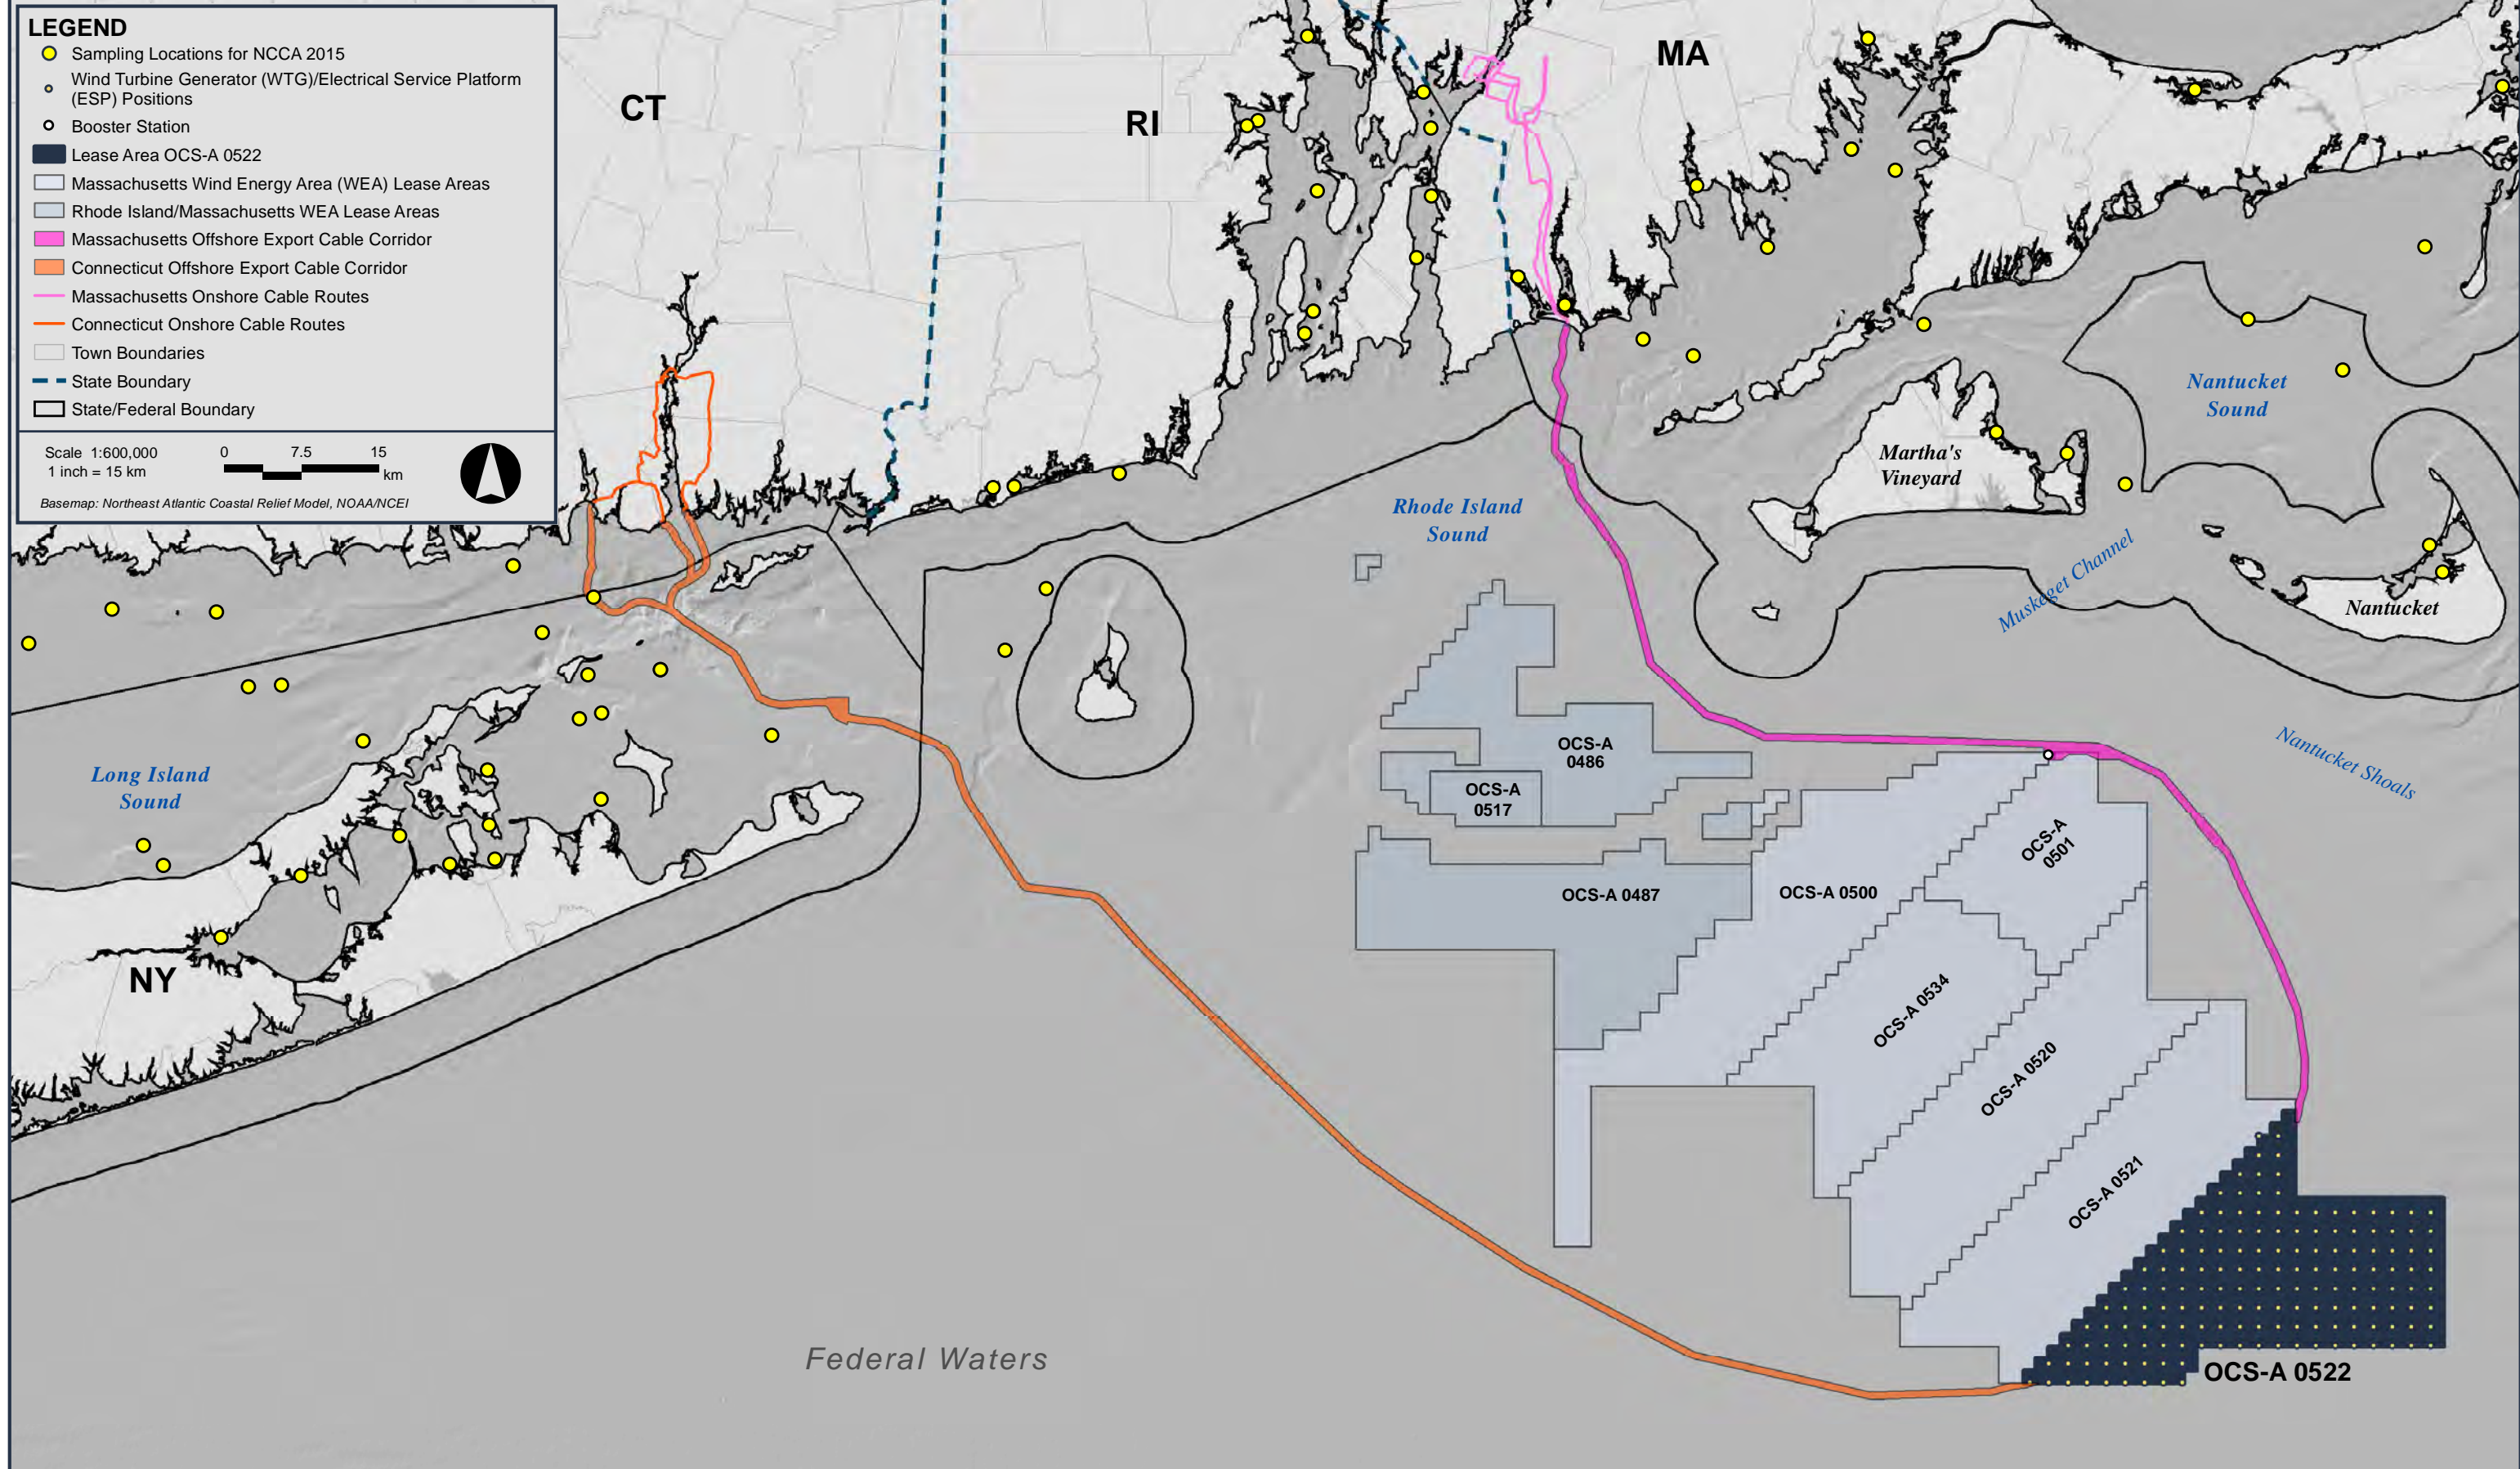 LEGEND
Sampling Locations for NCCA 2015
Wind Turbine Generator (WTG)/Electrical Service Platform
(ESP) Positions
Booster Station
Lease Area OCS-A 0522
Massachusetts Wind Energy Area (WEA) Lease Areas
Rhode Island/Massachusetts WEA Lease Areas
Massachusetts Offshore Export Cable Corridor
Connecticut Offshore Export Cable Corridor
Massachusetts Onshore Cable Routes
Connecticut Onshore Cable Routes
Town Boundaries
State Boundary
State/Federal Boundary
Scale 1:600,000
1 inch = 15 km
0 7.5 15
km
Basemap: Northeast Atlantic Coastal Relief Model, NOAA/NCEI
CT
RI
MA
NY
Nantucket
Sound
Martha's
Vineyard
Rhode Island
Sound
Muskeget Channel
Nantucket
Nantucket Shoals
Long Island
Sound
OCS-A
0486
OCS-A
0517
OCS-A
0501
OCS-A 0487
OCS-A 0500
OCS-A 0534
OCS-A 0520
OCS-A 0521
OCS-A 0522
Federal Waters